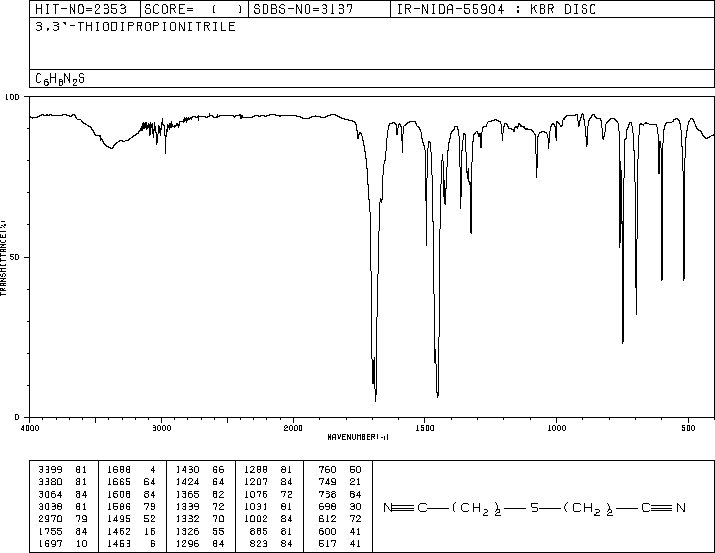 HIT-NO=2353 SCORE= ( ) SDBS-NO=3137 IR-NIDA-55904 : KBR DISC
3,3'-THIODIPROPIONITRILE
C6H8N2S
100
TRANSMITTANCE(%)
50
0
4000 3000 2000 1500 1000 500
WAVENUMBER(-1)
3399 81 1688 4 1430 66 1288 81 760 50
3380 81 1665 64 1424 64 1207 84 749 21
3064 84 1608 84 1365 62 1076 72 738 84
3038 81 1586 79 1339 72 1031 81 698 30
2970 79 1495 52 1332 70 1002 84 612 72
1755 84 1462 16 1326 55 885 81 600 41
1697 10 1453 6 1296 84 823 84 517 41
N≡C—(CH2)2—S—(CH2)2—C≡N